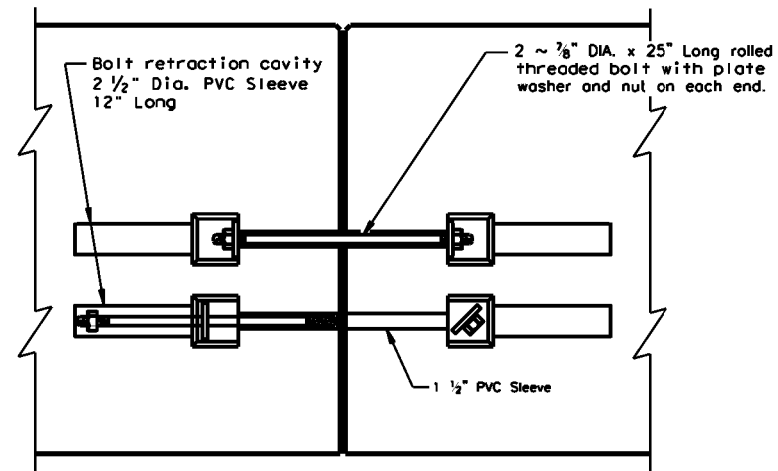 Bolt retraction cavity
2 ½" Dia. PVC Sleeve
12" Long
2 ~ ⅞" DIA. x 25" Long rolled
threaded bolt with plate
washer and nut on each end.
1 ½" PVC Sleeve